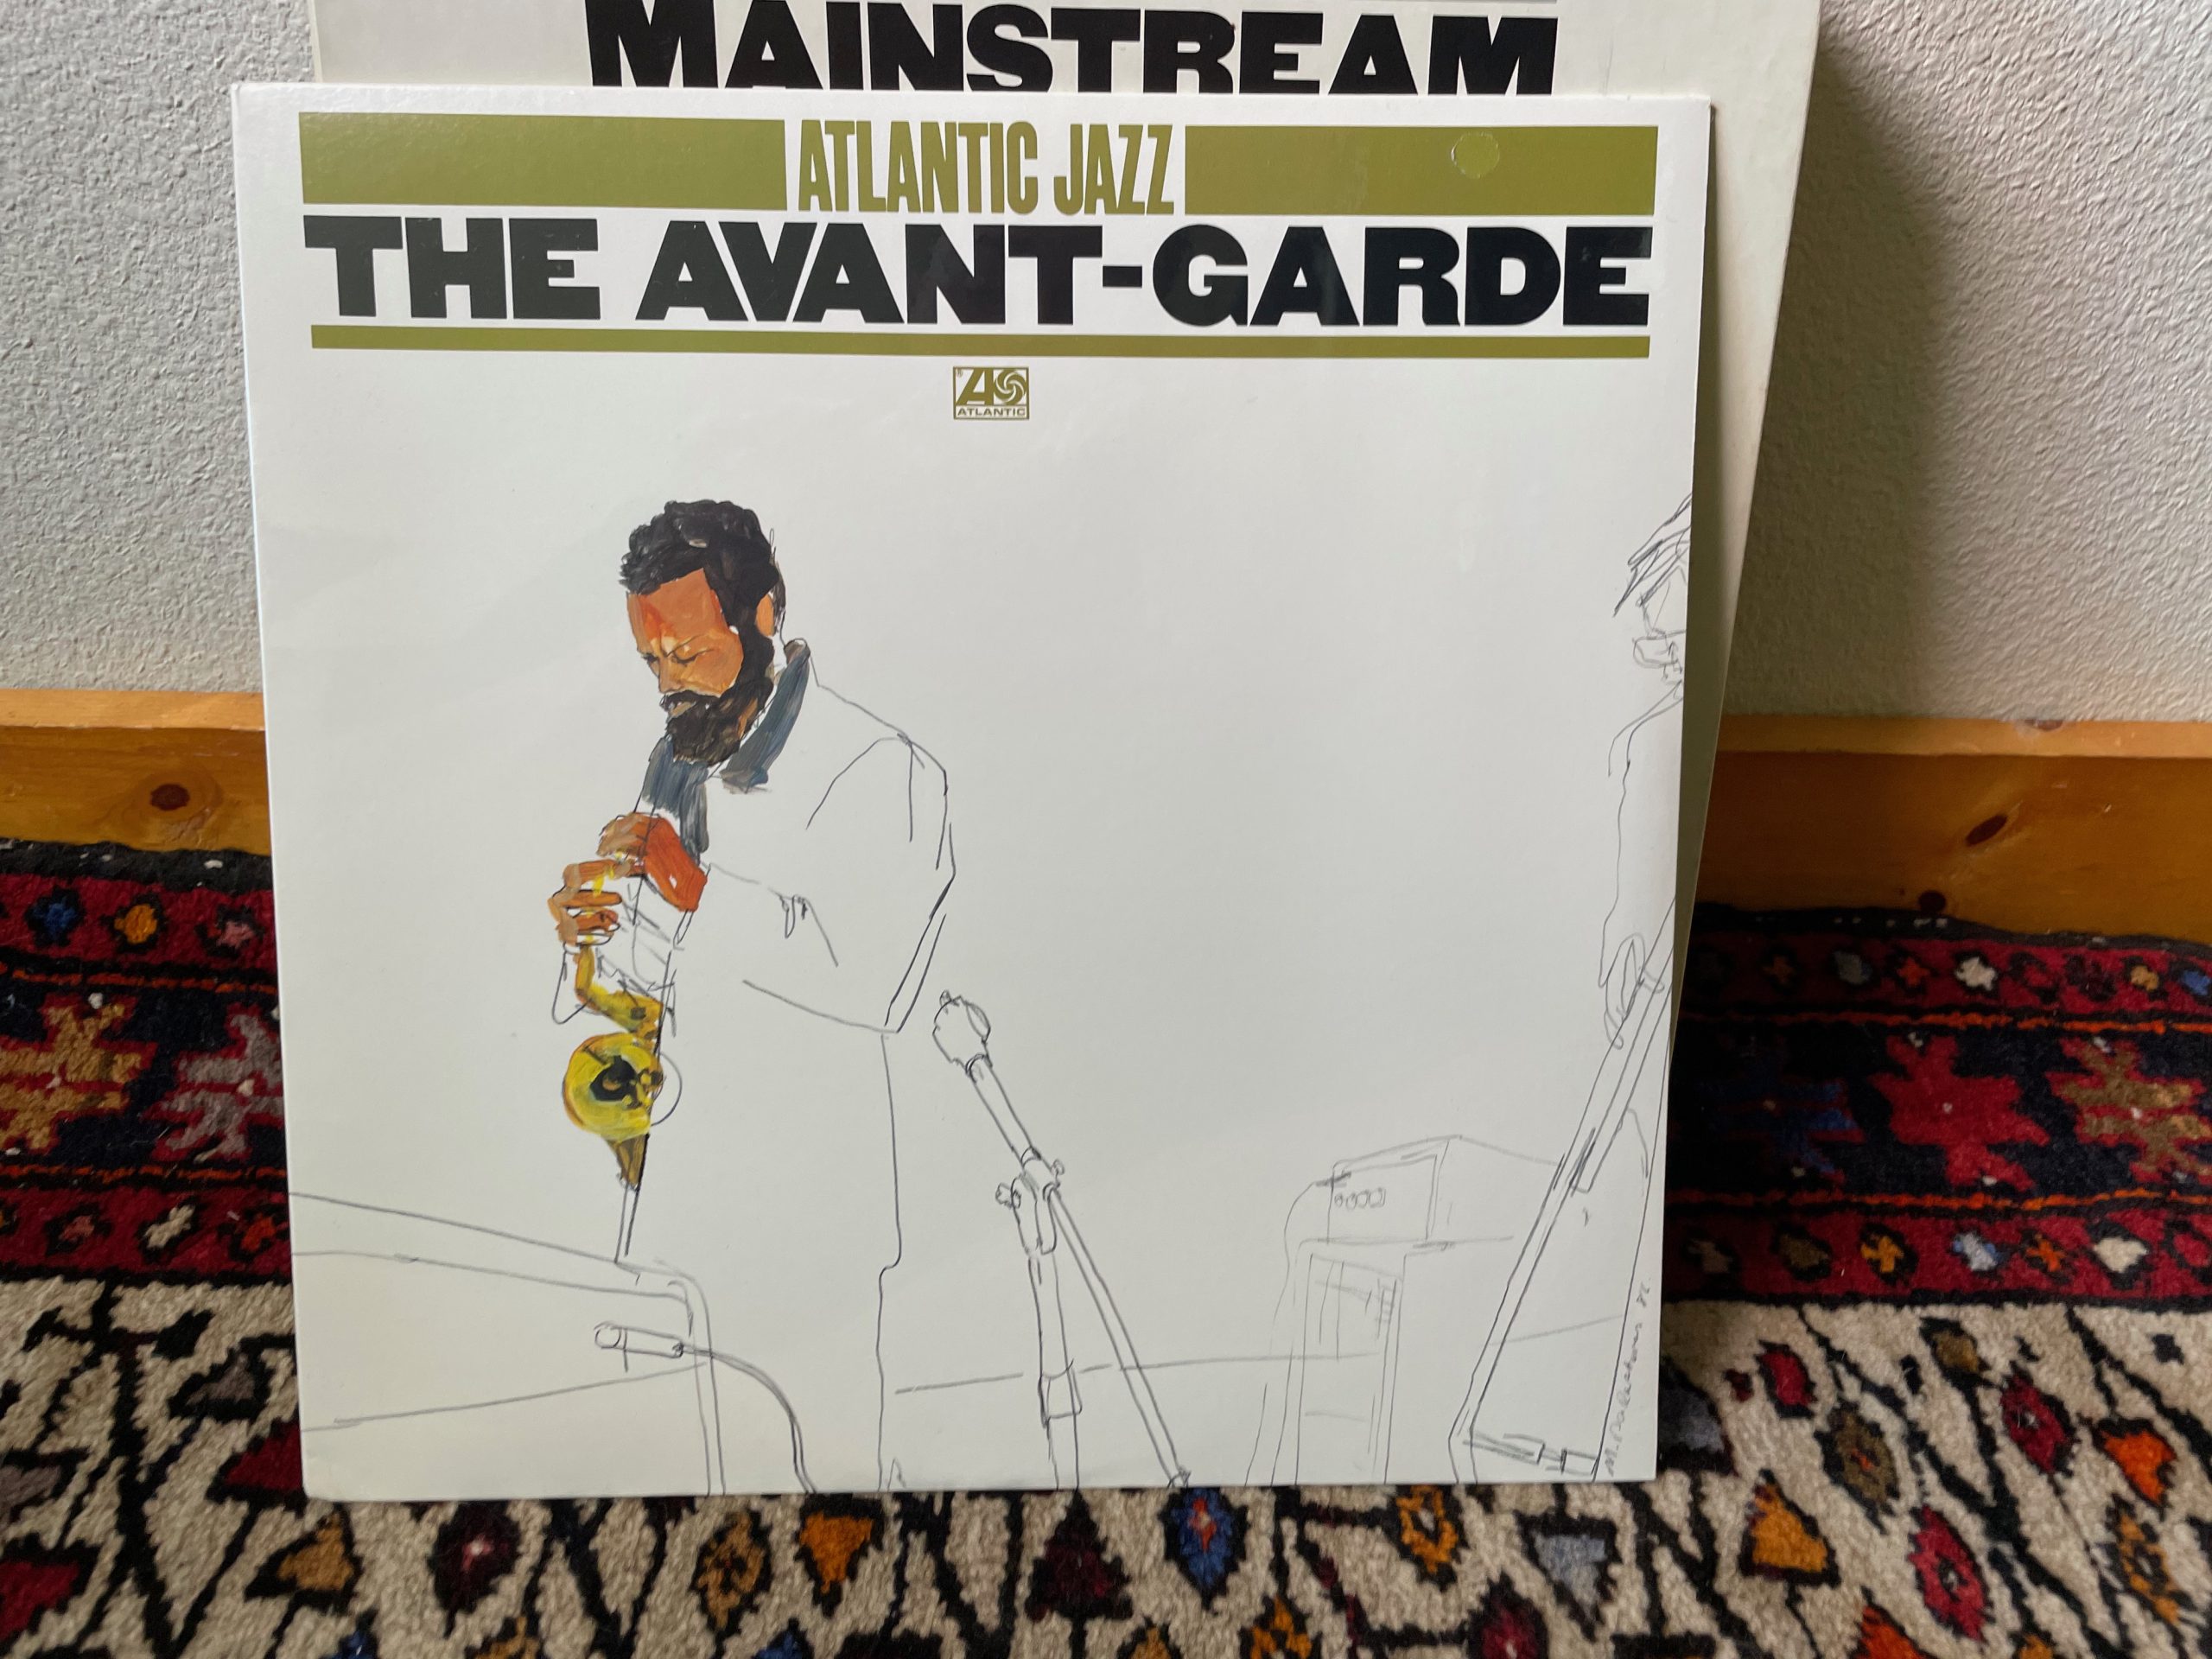 MAINSTREAM
ATLANTIC JAZZ
THE AVANT-GARDE
ATLANTIC